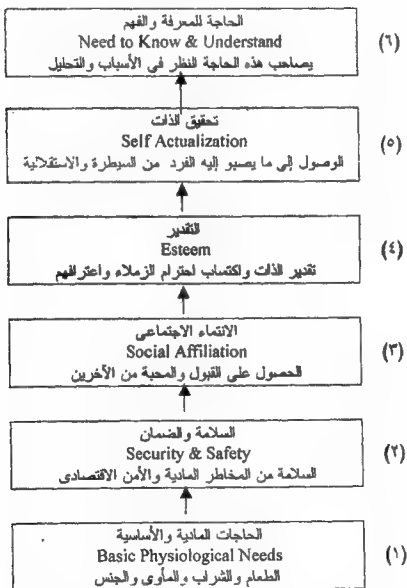 الحاجة للمعرفة والفهم
Need to Know & Understand
يصاحب هذه الحاجة النظر في الأسباب والتحليل
(٦)
تحقيق الذات
Self Actualization
الوصول إلى ما يصبو إليه الفرد من السيطرة والاستقلالية
(٥)
التقدير
Esteem
تقدير الذات واكتساب احترام الزملاء واعترافهم
(٤)
الانتماء الاجتماعى
Social Affiliation
الحصول على القبول والمحبة من الآخرين
(٣)
السلامة والضمان
Security & Safety
السلامة من المخاطر المادية والأمن الاقتصادى
(٢)
الحاجات المادية والأساسية
Basic Physiological Needs
الطعام والشراب والمأوى والجنس
(١)